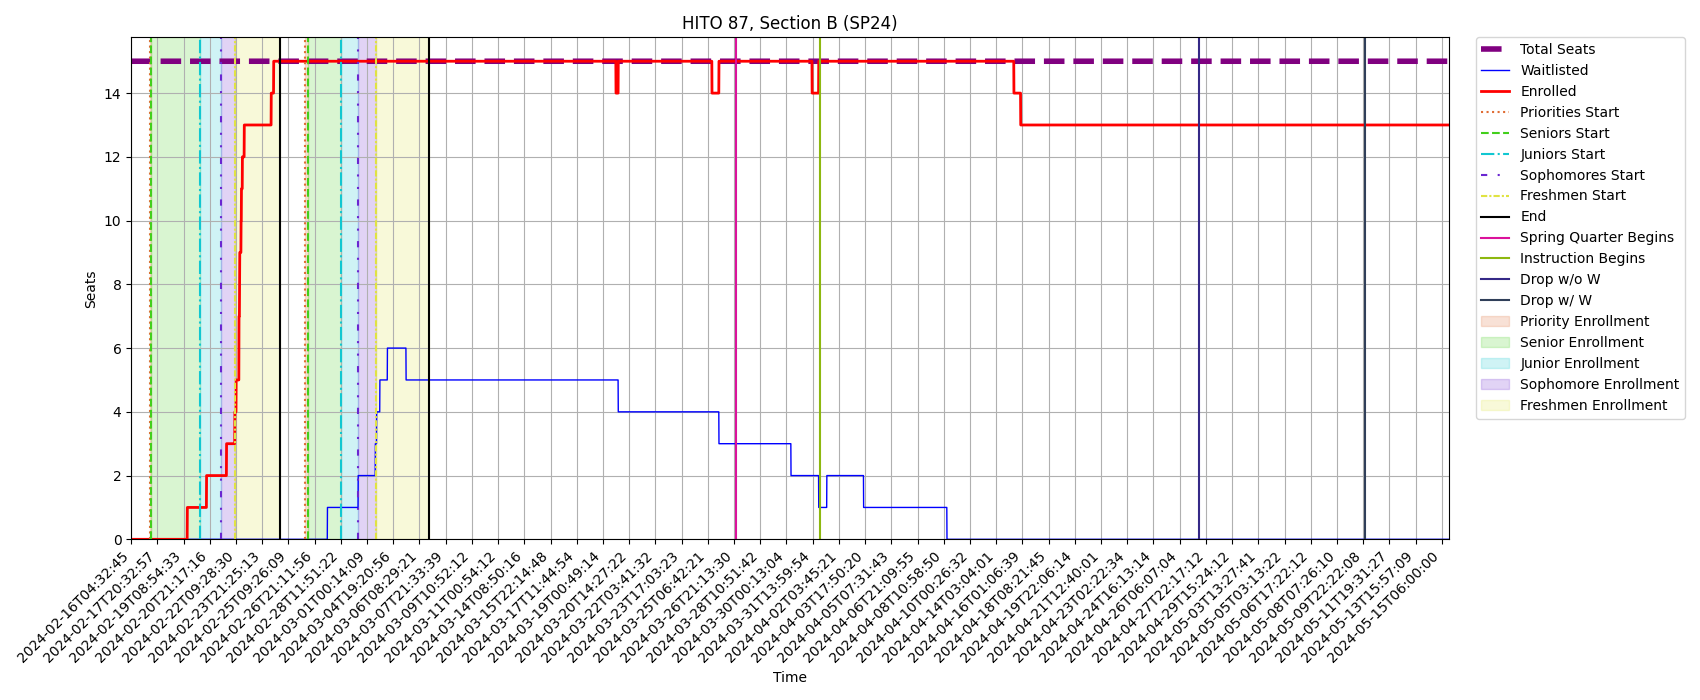 HITO 87, Section B (SP24)
Seats
14
12
10
8
6
4
2
0
2024-02-16T04:32:45
2024-02-17T20:32:57
2024-02-19T08:54:33
2024-02-20T21:17:16
2024-02-22T09:28:30
2024-02-23T21:25:13
2024-02-25T09:26:09
2024-02-26T21:11:56
2024-02-28T11:51:22
2024-03-01T00:14:09
2024-03-04T19:20:56
2024-03-06T08:29:21
2024-03-07T21:33:39
2024-03-09T10:52:12
2024-03-11T00:54:12
2024-03-14T08:50:16
2024-03-15T22:14:48
2024-03-17T11:44:54
2024-03-19T00:49:14
2024-03-20T14:27:22
2024-03-22T03:41:32
2024-03-23T17:03:23
2024-03-25T06:42:21
2024-03-26T21:13:30
2024-03-28T10:51:42
2024-03-30T00:13:04
2024-03-31T13:59:54
2024-04-02T03:45:21
2024-04-03T17:50:20
2024-04-05T07:31:43
2024-04-06T21:09:55
2024-04-08T10:58:50
2024-04-10T00:26:32
2024-04-14T03:04:01
2024-04-16T01:06:39
2024-04-18T08:21:45
2024-04-19T22:06:14
2024-04-21T12:40:01
2024-04-23T02:22:34
2024-04-24T16:13:14
2024-04-26T06:07:04
2024-04-27T22:17:12
2024-04-29T15:24:12
2024-05-03T13:27:41
2024-05-05T03:13:22
2024-05-06T17:22:12
2024-05-08T07:26:10
2024-05-09T22:22:08
2024-05-11T19:31:27
2024-05-13T15:57:09
2024-05-15T06:00:00
Time
Total Seats
Waitlisted
Enrolled
Priorities Start
Seniors Start
Juniors Start
Sophomores Start
Freshmen Start
End
Spring Quarter Begins
Instruction Begins
Drop w/o W
Drop w/ W
Priority Enrollment
Senior Enrollment
Junior Enrollment
Sophomore Enrollment
Freshmen Enrollment